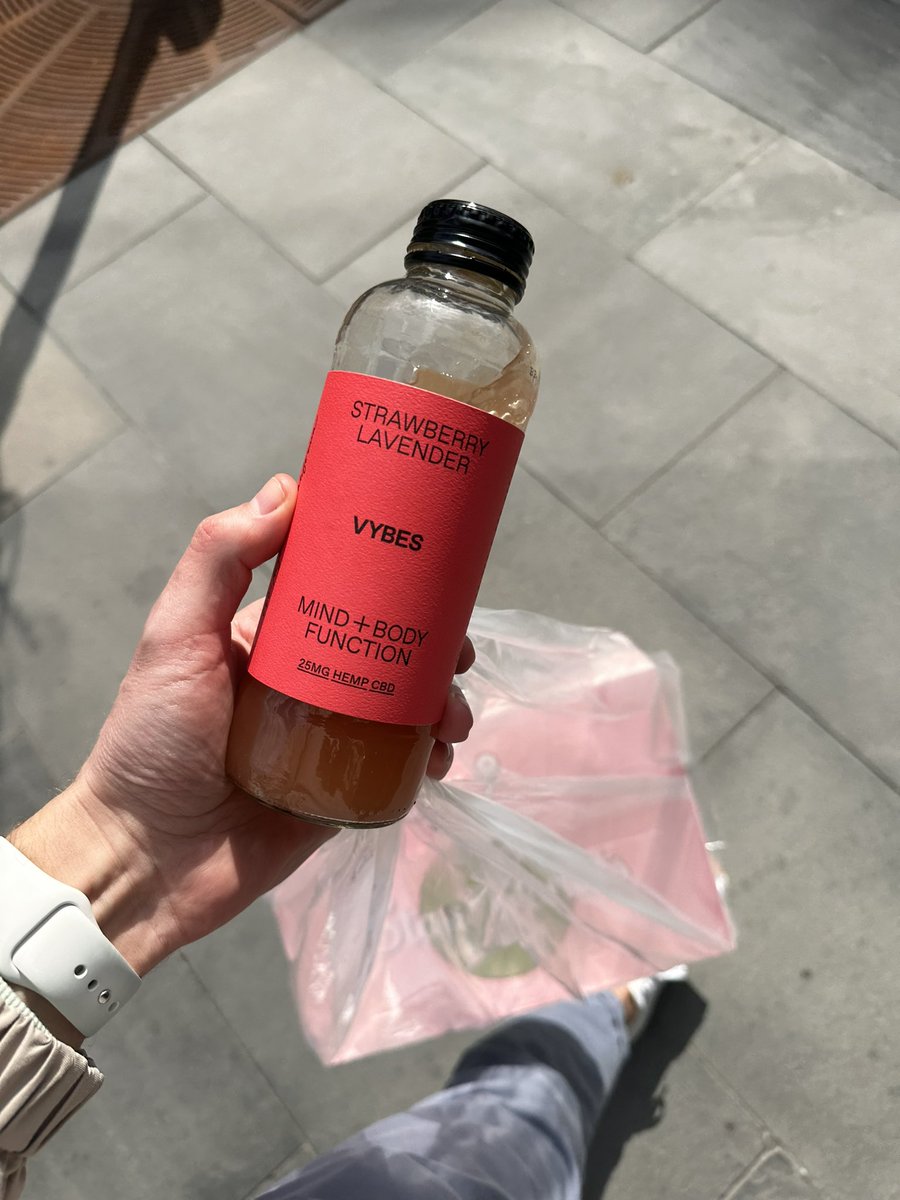 STRAWBERRY
LAVENDER
VYBES
MIND + BODY
FUNCTION
25MG HEMP CBD